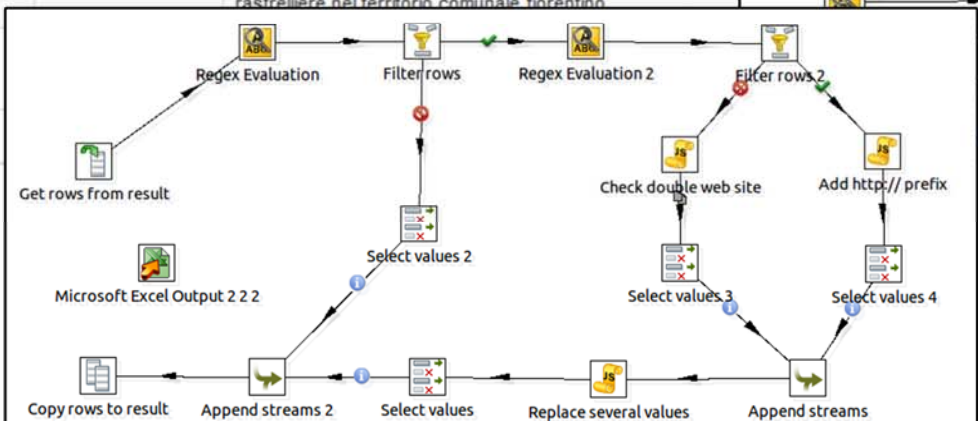 rastrelliere nel territorio comunale fiorentino
Regex Evaluation
Filter rows
Regex Evaluation 2
Filter rows 2
Get rows from result
Check double web site
Add http:// prefix
Select values 2
Microsoft Excel Output 2 2 2
Select values 3
Select values 4
Copy rows to result
Append streams 2
Select values
Replace several values
Append streams